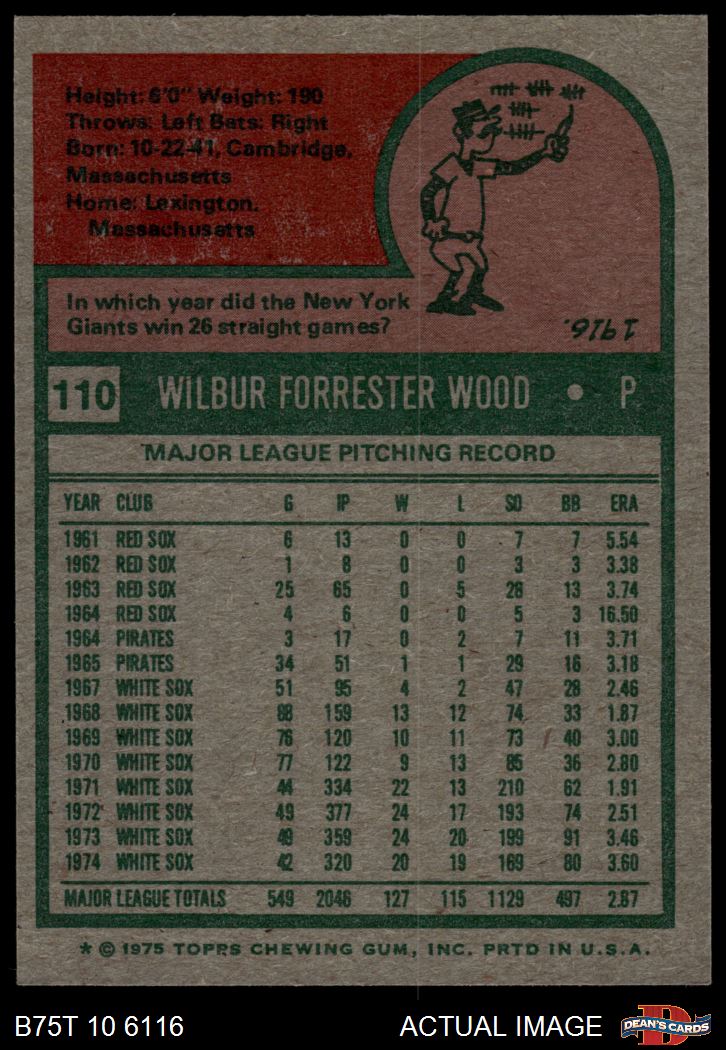 Height: 6'0" Weight: 190
Throws: Left Bats: Right
Born: 10-22-41, Cambridge,
Massachusetts
Home: Lexington,
Massachusetts
In which year did the New York
Giants win 26 straight games?
1916.
110 WILBUR FORRESTER WOOD • P
MAJOR LEAGUE PITCHING RECORD
YEAR CLUB G IP W L SO BB ERA
1961 RED SOX 6 13 0 0 7 7 5.54
1962 RED SOX 1 8 0 0 3 3 3.38
1963 RED SOX 25 65 0 5 28 13 3.74
1964 RED SOX 4 6 0 0 5 3 16.50
1964 PIRATES 3 17 0 2 7 11 3.71
1965 PIRATES 34 51 1 1 29 16 3.18
1967 WHITE SOX 51 95 4 2 47 28 2.46
1968 WHITE SOX 88 159 13 12 74 33 1.87
1969 WHITE SOX 76 120 10 11 73 40 3.00
1970 WHITE SOX 77 122 9 13 85 36 2.80
1971 WHITE SOX 44 334 22 13 210 62 1.91
1972 WHITE SOX 49 377 24 17 193 74 2.51
1973 WHITE SOX 49 359 24 20 199 91 3.46
1974 WHITE SOX 42 320 20 19 169 80 3.60
MAJOR LEAGUE TOTALS 549 2046 127 115 1129 497 2.87
* © 1975 TOPPS CHEWING GUM, INC. PRTD IN U.S.A.
B75T 10 6116 ACTUAL IMAGE
D
DEAN'S CARDS